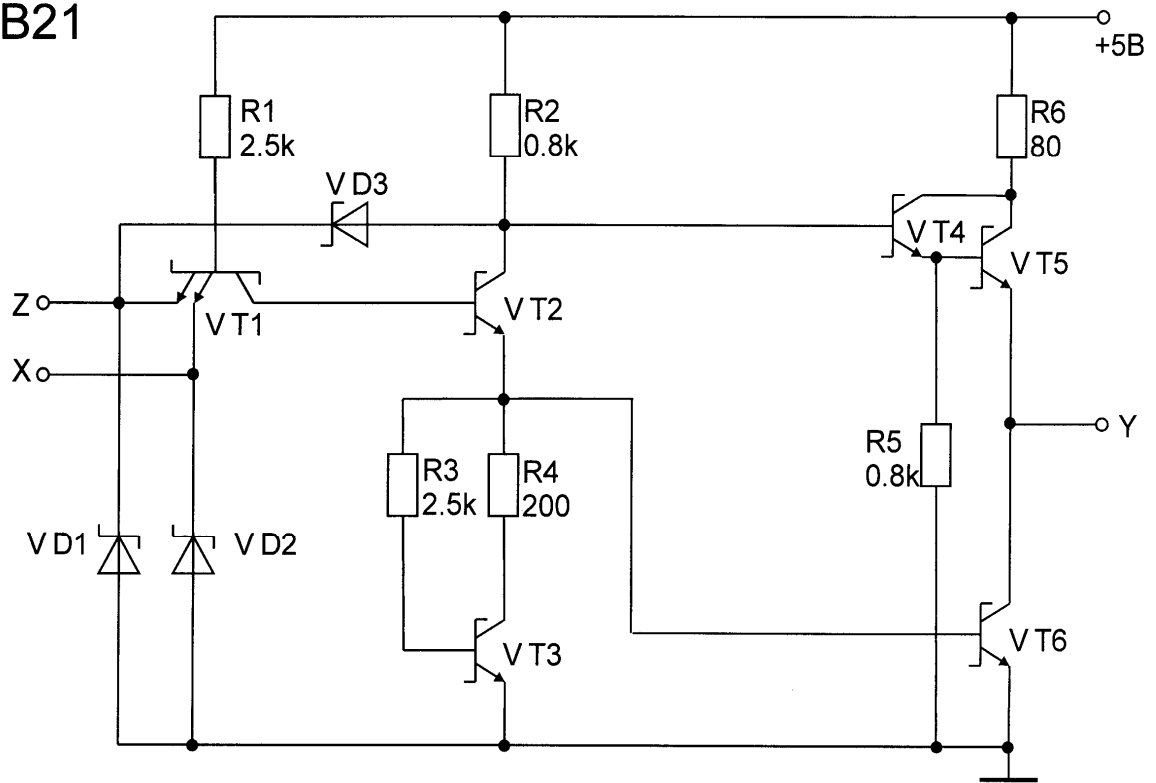 B21
+5В
R1
2.5k
R2
0.8k
R6
80
VD3
VT4
VT5
Z
VT1
VT2
X
Y
R5
0.8k
R3
2.5k
R4
200
VD1
VD2
VT3
VT6